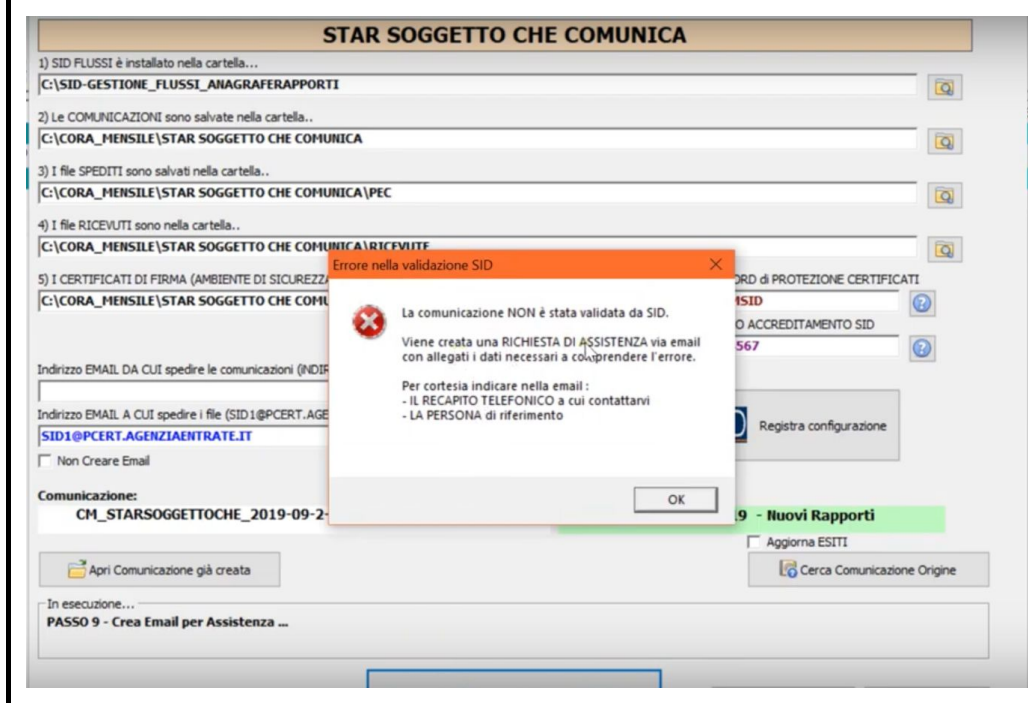 STAR SOGGETTO CHE COMUNICA
1) SID FLUSSI è installato nella cartella...
C:\SID-GESTIONE_FLUSSI_ANAGRAFERAPPORTI
2) Le COMUNICAZIONI sono salvate nella cartella..
C:\CORA_MENSILE\STAR SOGGETTO CHE COMUNICA
3) I file SPEDITI sono salvati nella cartella..
C:\CORA_MENSILE\STAR SOGGETTO CHE COMUNICA\PEC
4) I file RICEVUTI sono nella cartella..
C:\CORA_MENSILE\STAR SOGGETTO CHE COMUNICA\RICEVUTE
5) I CERTIFICATI DI FIRMA (AMBIENTE DI SICUREZZA
ORD di PROTEZIONE CERTIFICATI
C:\CORA_MENSILE\STAR SOGGETTO CHE COMU
ISID
O ACCREDITAMENTO SID
567
Errore nella validazione SID
La comunicazione NON è stata validata da SID.
Viene creata una RICHIESTA DI ASSISTENZA via email
con allegati i dati necessari a comprendere l'errore.
Per cortesia indicare nella email :
- IL RECAPITO TELEFONICO a cui contattarvi
- LA PERSONA di riferimento
OK
Indirizzo EMAIL DA CUI spedire le comunicazioni (INDIR
Indirizzo EMAIL A CUI spedire i file (SID1@PCERT.AGE
SID1@PCERT.AGENZIAENTRATE.IT
Registra configurazione
Non Creare Email
Comunicazione:
CM_STARSOGGETTOCHE_2019-09-2
9 - Nuovi Rapporti
Aggiorna ESITI
Apri Comunicazione già creata
Cerca Comunicazione Origine
In esecuzione...
PASSO 9 - Crea Email per Assistenza ...